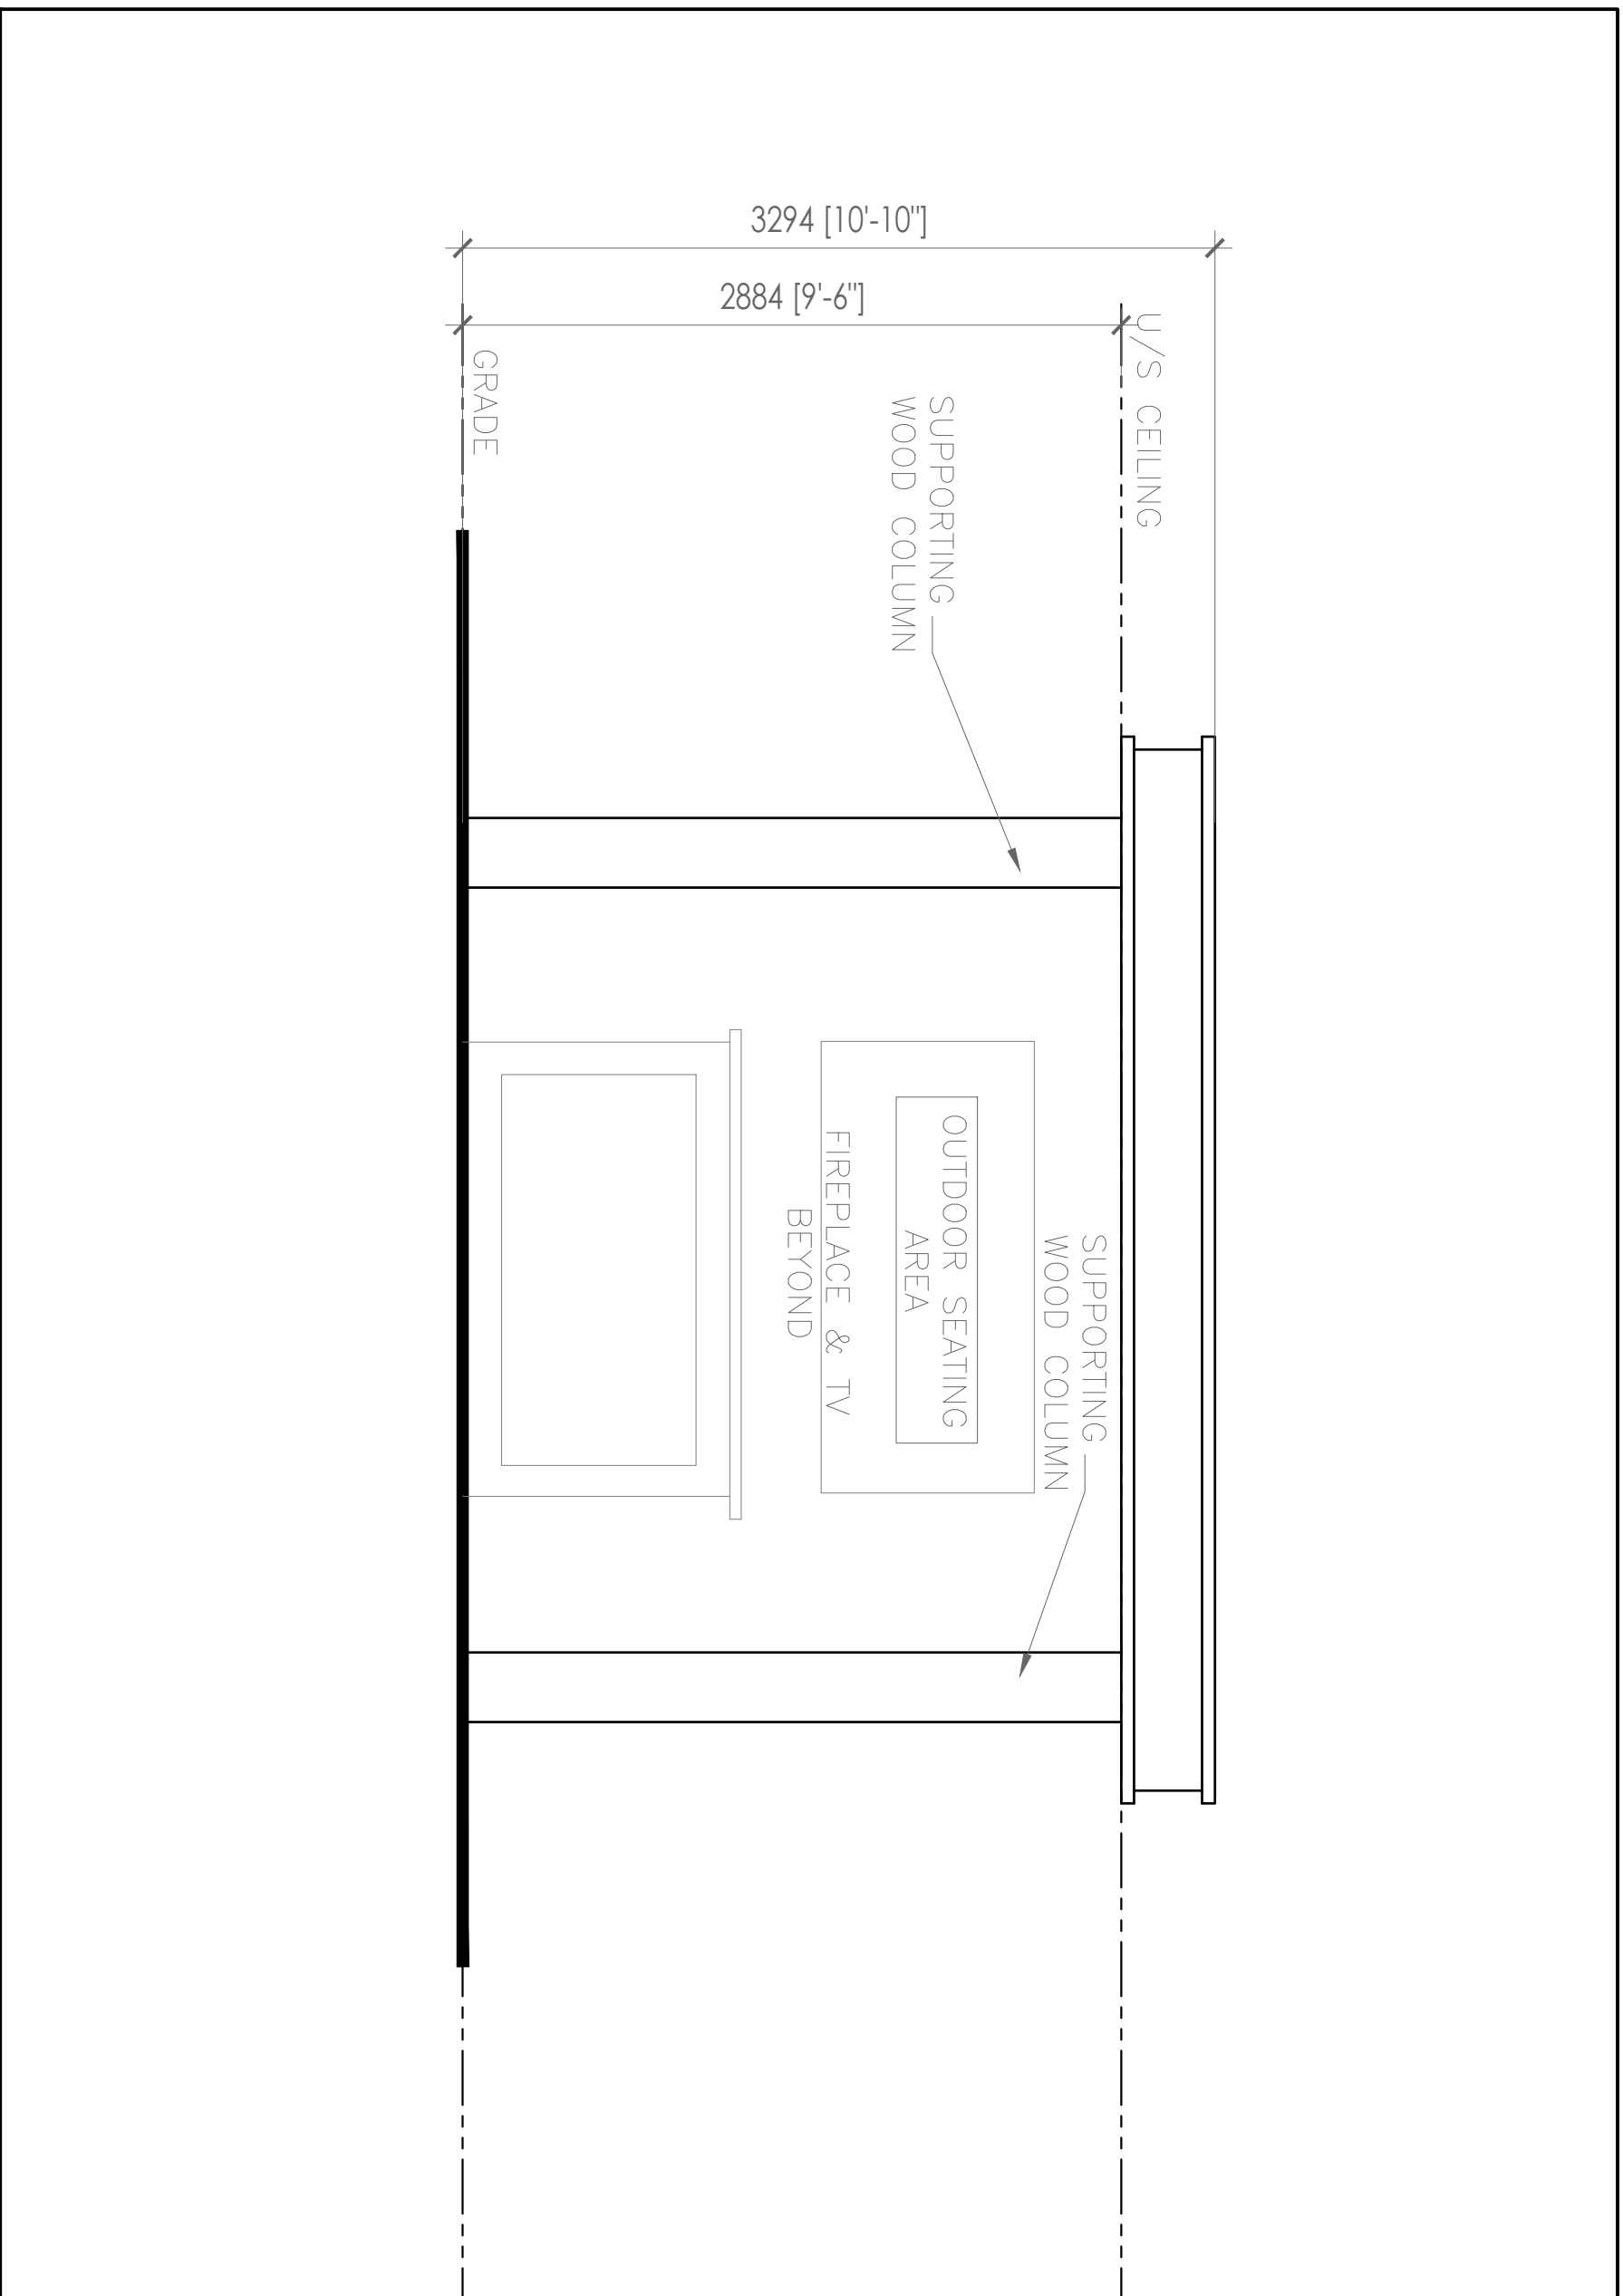 3294 [10'-10"]
2884 [9'-6"]
U/S CEILING
GRADE
SUPPORTING
WOOD COLUMN
SUPPORTING
WOOD COLUMN
OUTDOOR SEATING
AREA
FIREPLACE & TV
BEYOND